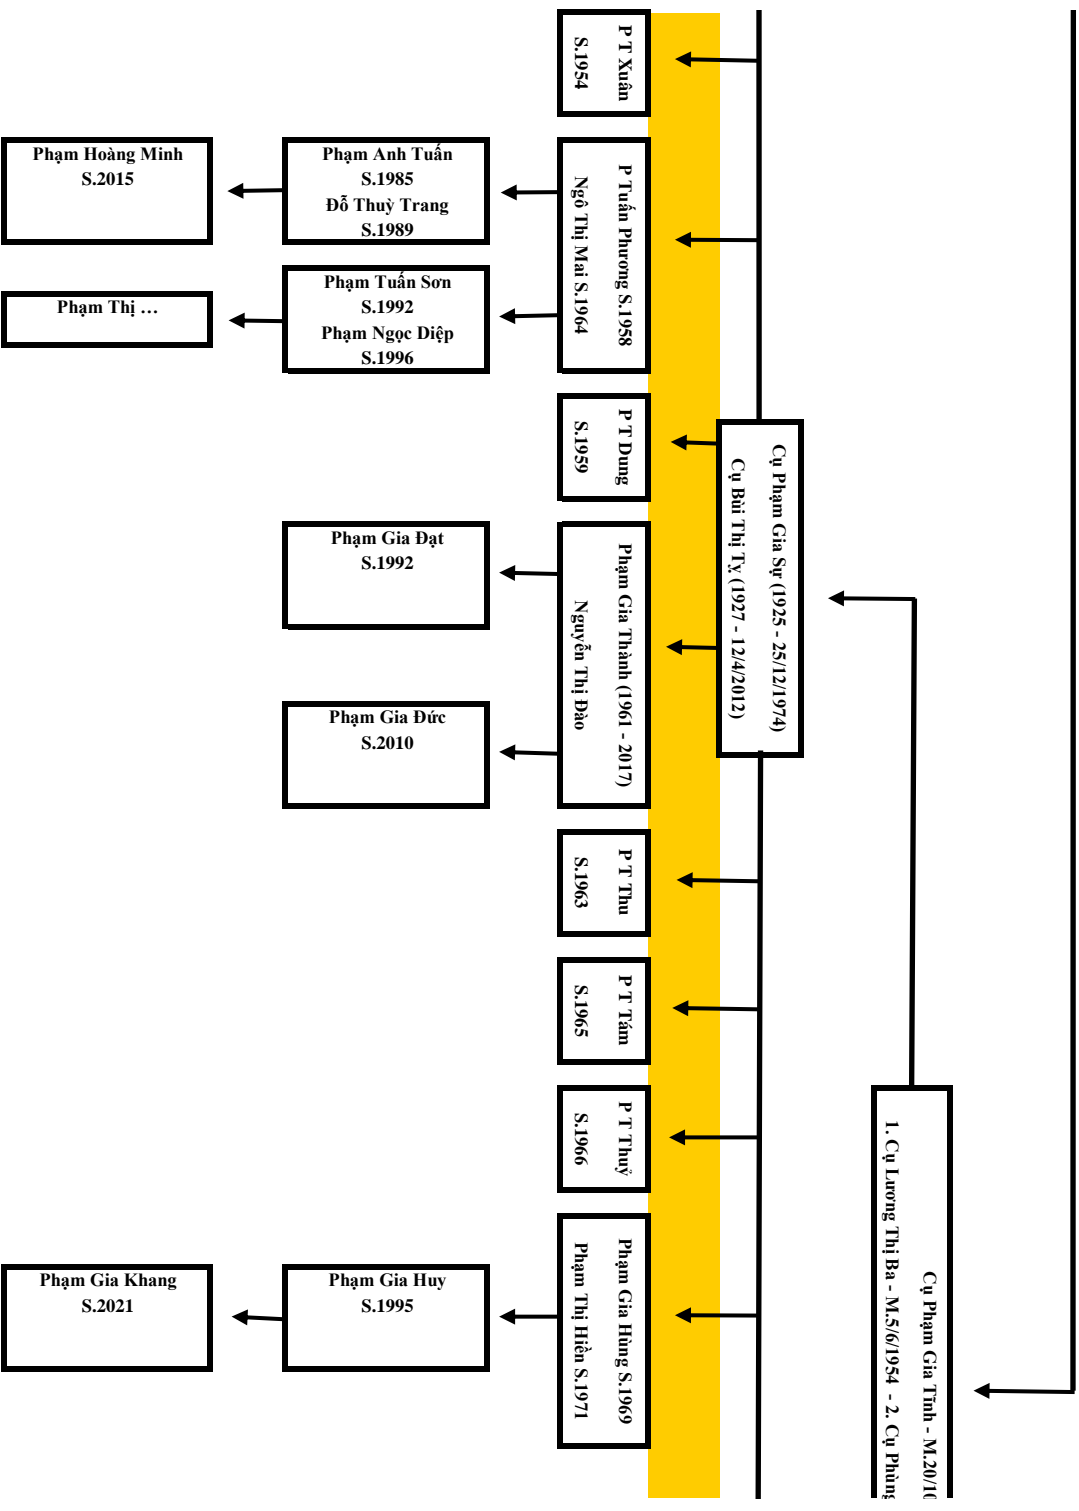 Cụ Phạm Gia Tĩnh - M.20/10
1. Cụ Lương Thị Ba - M.5/6/1954 - 2. Cụ Phùng
Cụ Phạm Gia Sự (1925 - 25/12/1974)
Cụ Bùi Thị Tỵ (1927 - 12/4/2012)
P T Xuân
S.1954
P Tuấn Phương S.1958
Ngô Thị Mai S.1964
P T Dung
S.1959
Phạm Gia Thành (1961 - 2017)
Nguyễn Thị Đào
P T Thu
S.1963
P T Tám
S.1965
P T Thuỷ
S.1966
Phạm Gia Hùng S.1969
Phạm Thị Hiền S.1971
Phạm Anh Tuấn
S.1985
Đỗ Thuỳ Trang
S.1989
Phạm Tuấn Sơn
S.1992
Phạm Ngọc Diệp
S.1996
Phạm Gia Đạt
S.1992
Phạm Gia Đức
S.2010
Phạm Gia Huy
S.1995
Phạm Hoàng Minh
S.2015
Phạm Thị …
Phạm Gia Khang
S.2021